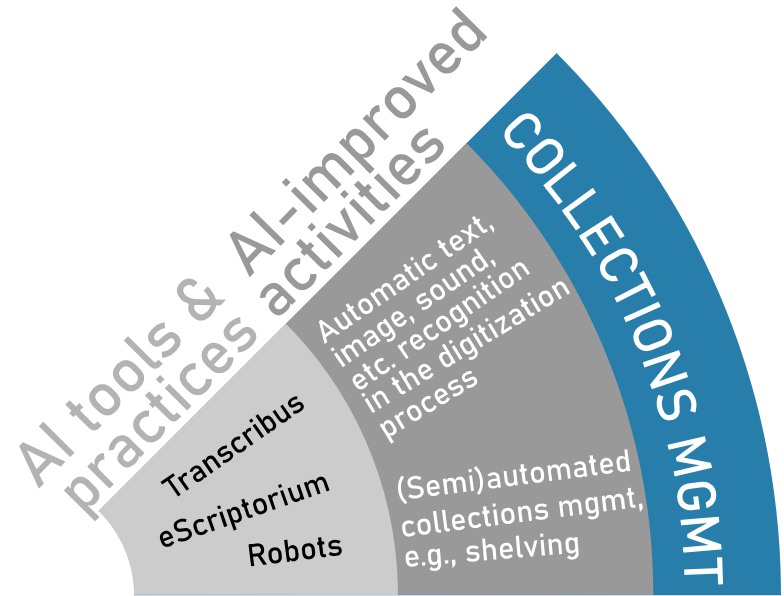 AI tools &
practices
AI-improved
activities
Transcribus
eScriptorium
Robots
Automatic text,
image, sound,
etc. recognition
in the digitization
process
(Semi)automated
collections mgmt,
e.g., shelving
COLLECTIONS MGMT